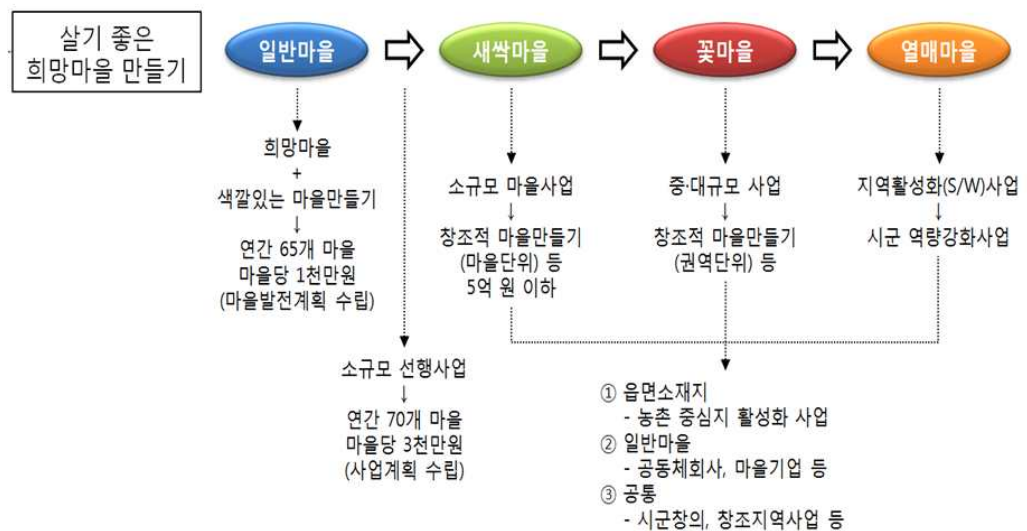 살기 좋은
희망마을 만들기
일반마을
새싹마을
꽃마을
열매마을
희망마을
+
색깔있는 마을만들기
↓
연간 65개 마을
마을당 1천만원
(마을발전계획 수립)
소규모 선행사업
↓
연간 70개 마을
마을당 3천만원
(사업계획 수립)
소규모 마을사업
↓
창조적 마을만들기
(마을단위) 등
5억 원 이하
중·대규모 사업
↓
창조적 마을만들기
(권역단위) 등
지역활성화(S/W)사업
↓
시군 역량강화사업
① 읍면소재지
- 농촌 중심지 활성화 사업
② 일반마을
- 공동체회사, 마을기업 등
③ 공통
- 시군창의, 창조지역사업 등